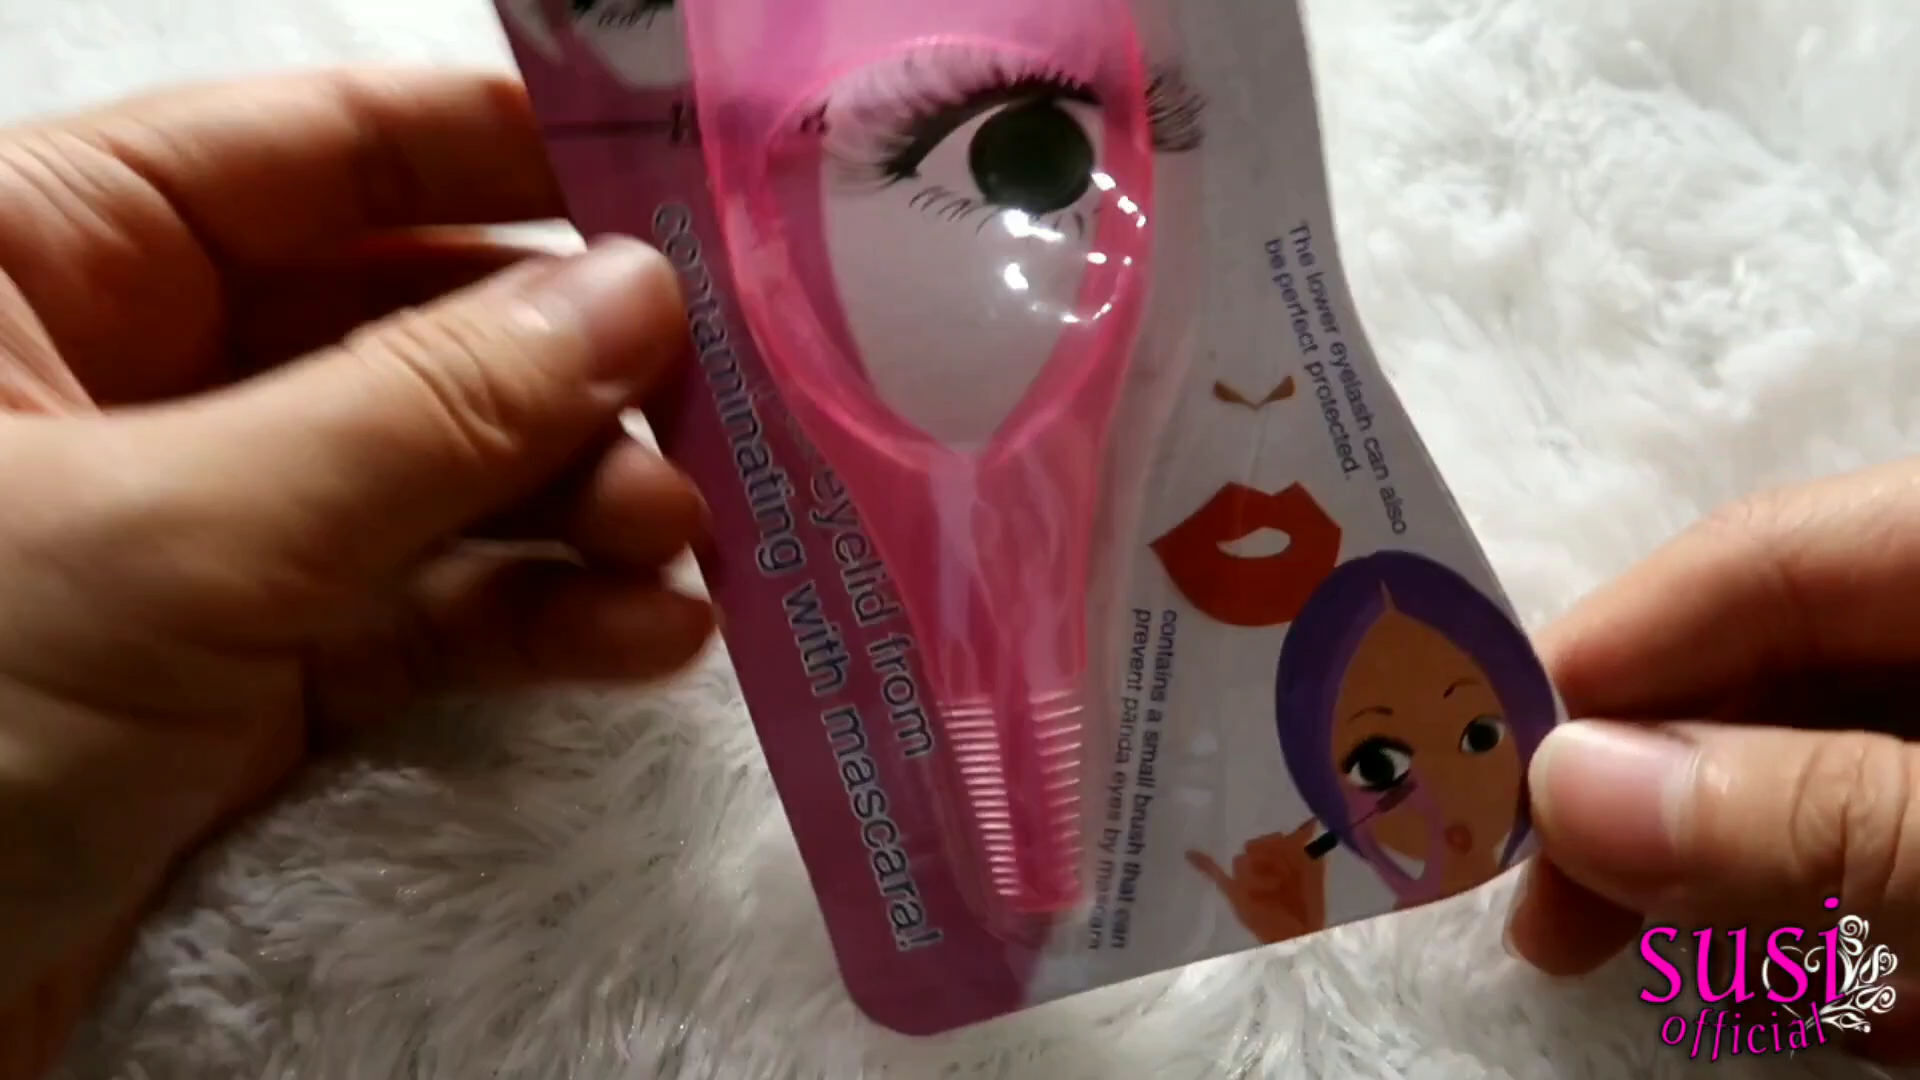 eyelid from
contaminating with mascara!
The lower eyelash can also
be perfect protected.
contains a small brush that can
prevent panda eyes by mascara
susi
official